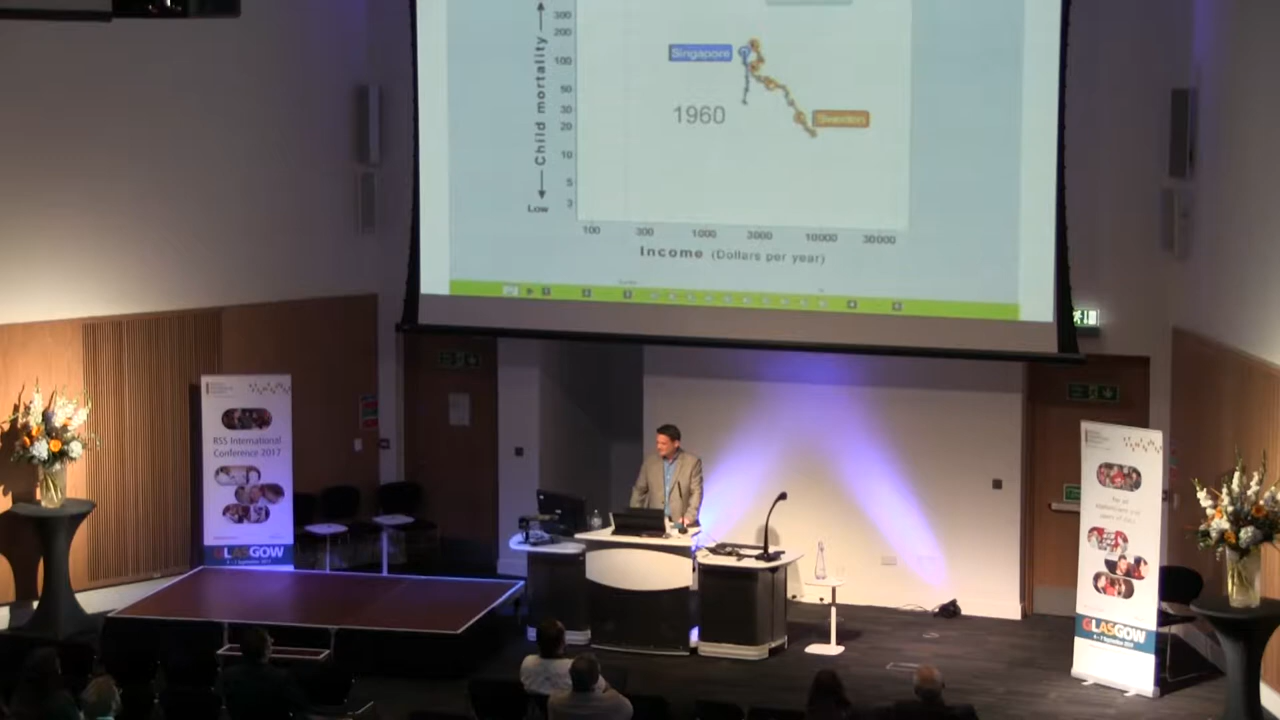 300
200
100
50
30
20
10
5
3
Child mortality
Low
Singapore
Sweden
1960
100
300
1000
3000
10000
30000
Income (Dollars per year)
RSS International
Conference 2017
GLASGOW
GLASGOW